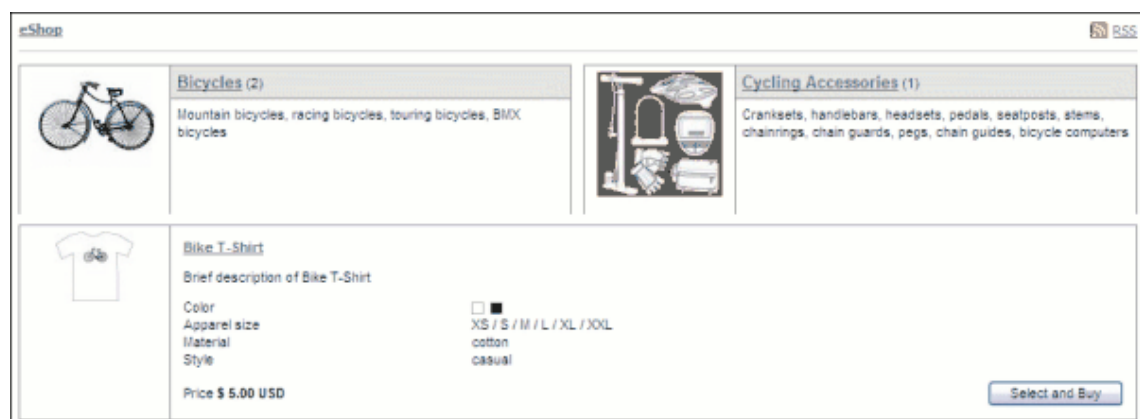 eShop
RSS
Bicycles (2)
Mountain bicycles, racing bicycles, touring bicycles, BMX
bicycles
Cycling Accessories (1)
Cranksets, handlebars, headsets, pedals, seatposts, stems,
chainrings, chain guards, pegs, chain guides, bicycle computers
Bike T-Shirt
Brief description of Bike T-Shirt
Color
Apparel size XS / S / M / L / XL / XXL
Material cotton
Style casual
Price $ 5.00 USD
Select and Buy